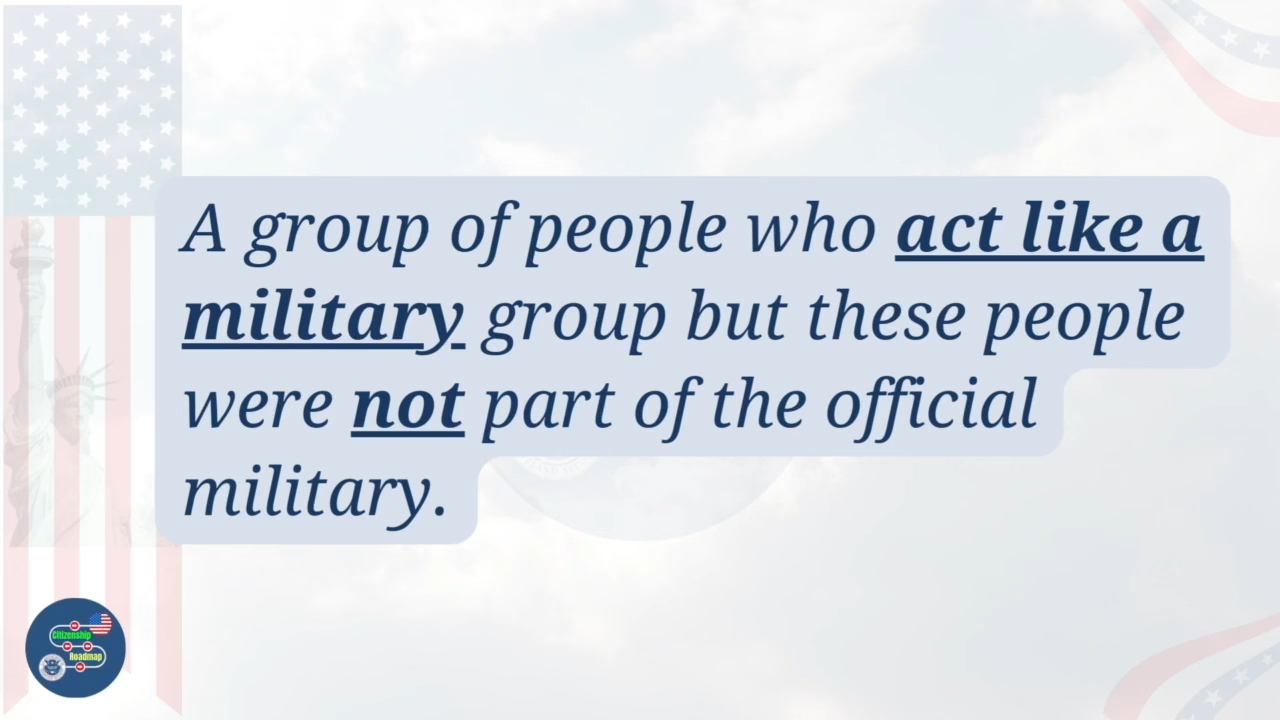 A group of people who act like a
military group but these people
were not part of the official
military.
Citizenship
Roadmap